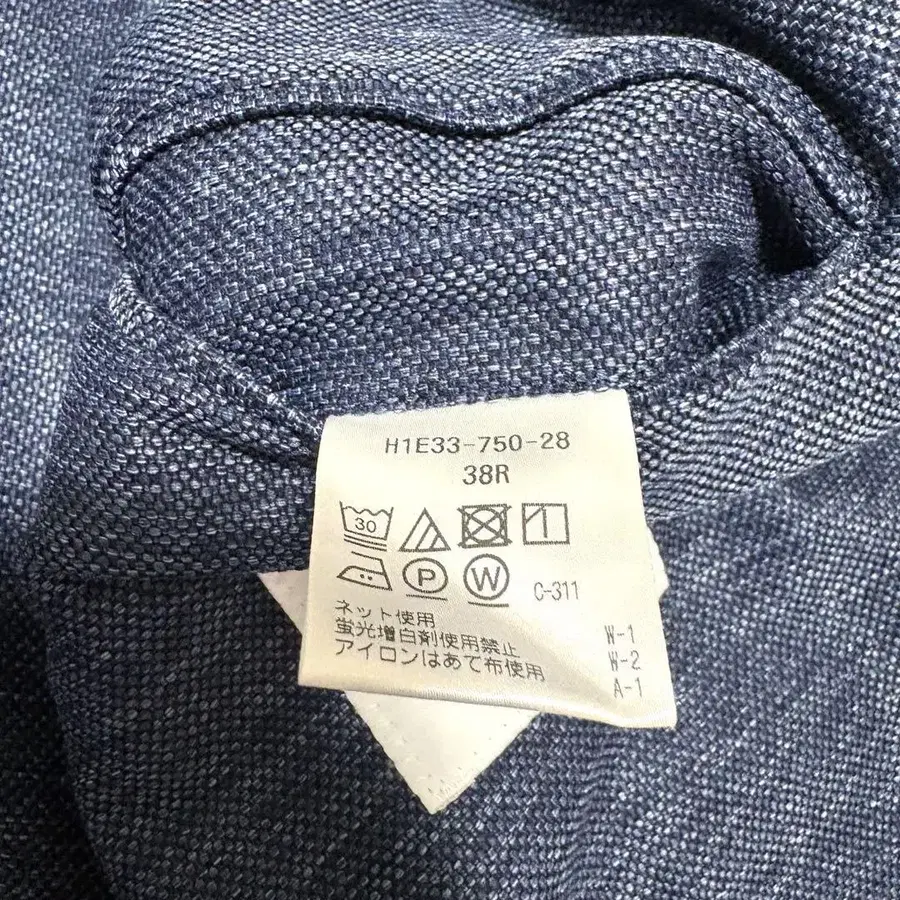 H1E33-750-28
38R
30
P W C-311
ネット使用
蛍光増白剤使用禁止
アイロンはあて布使用
W-1
W-2
A-1